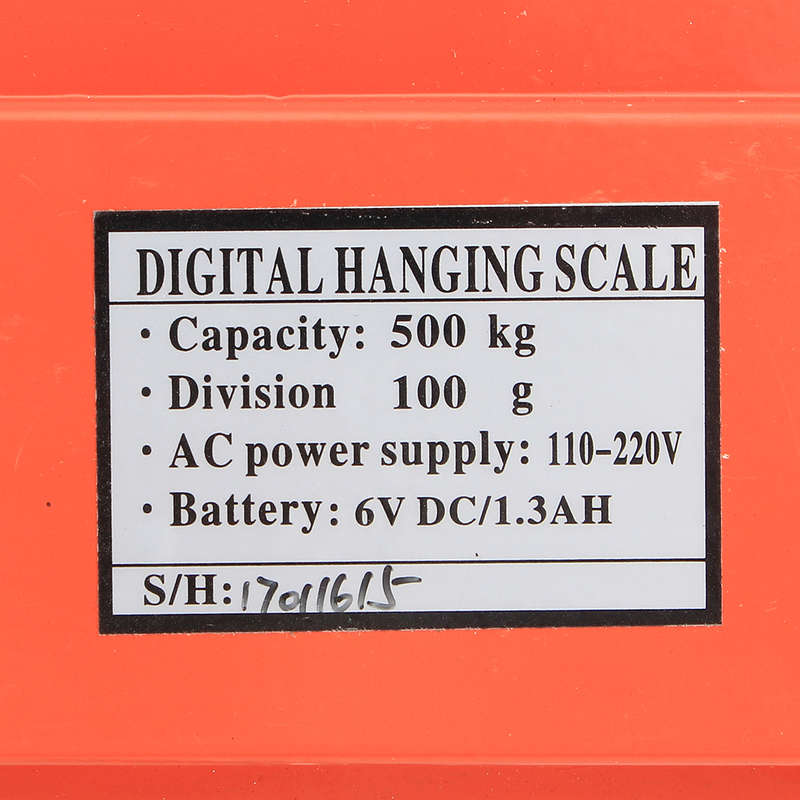 DIGITAL HANGING SCALE
· Capacity: 500 kg
· Division 100 g
· AC power supply: 110-220V
· Battery: 6V DC/1.3AH
S/H: 17011615